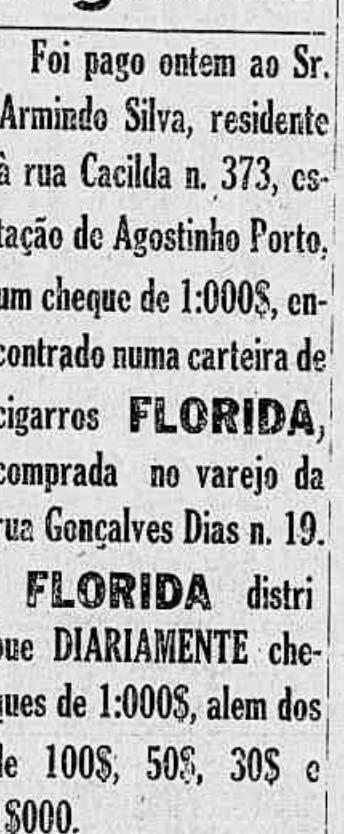 Foi pago ontem ao Sr.
Armindo Silva, residente
à rua Cacilda n. 373, es-
tação de Agostinho Porto,
um cheque de 1:000$, en-
contrado numa carteira de
cigarros FLORIDA,
comprada no varejo da
rua Gonçalves Dias n. 19.
FLORIDA distri
bue DIARIAMENTE che-
ques de 1:000$, alem dos
de 100$, 50$, 30$ e
$000.